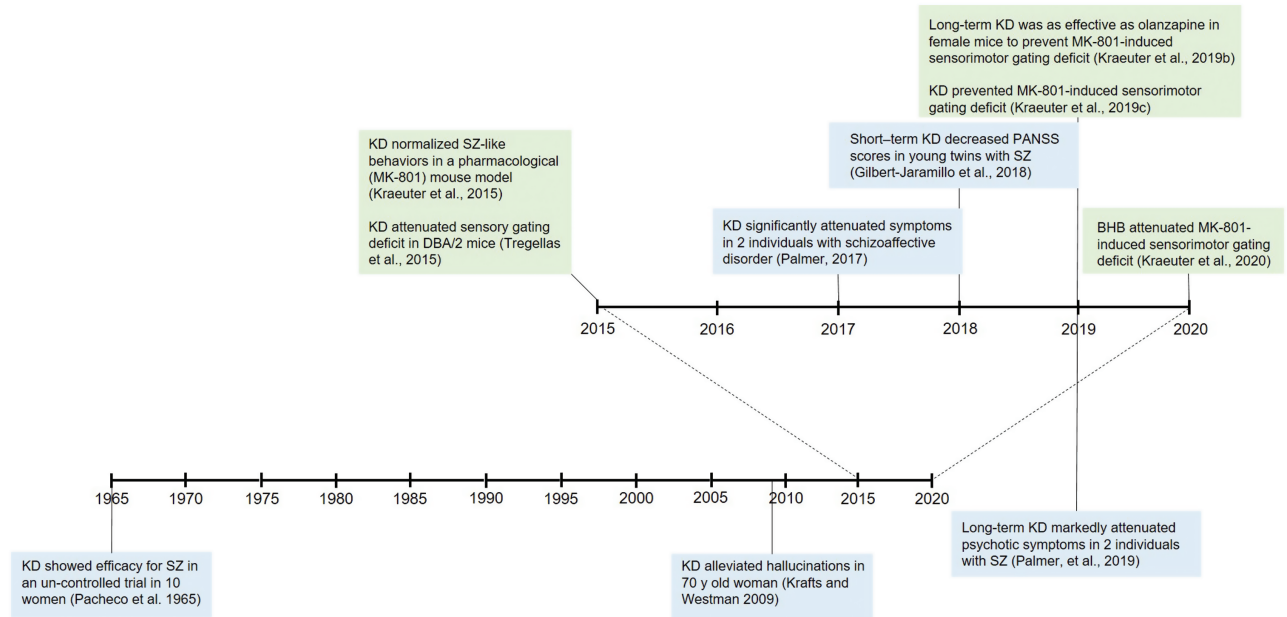 Long-term KD was as effective as olanzapine in
female mice to prevent MK-801-induced
sensorimotor gating deficit (Kraeuter et al., 2019b)
KD prevented MK-801-induced sensorimotor
gating deficit (Kraeuter et al., 2019c)
KD normalized SZ-like
behaviors in a pharmacological
(MK-801) mouse model
(Kraeuter et al., 2015)
KD attenuated sensory gating
deficit in DBA/2 mice (Tregellas
et al., 2015)
Short–term KD decreased PANSS
scores in young twins with SZ
(Gilbert-Jaramillo et al., 2018)
KD significantly attenuated symptoms
in 2 individuals with schizoaffective
disorder (Palmer, 2017)
BHB attenuated MK-801-
induced sensorimotor gating
deficit (Kraeuter et al., 2020)
2015 2016 2017 2018 2019 2020
1965 1970 1975 1980 1985 1990 1995 2000 2005 2010 2015 2020
KD showed efficacy for SZ in
an un-controlled trial in 10
women (Pacheco et al. 1965)
KD alleviated hallucinations in
70 y old woman (Krafts and
Westman 2009)
Long-term KD markedly attenuated
psychotic symptoms in 2 individuals
with SZ (Palmer, et al., 2019)